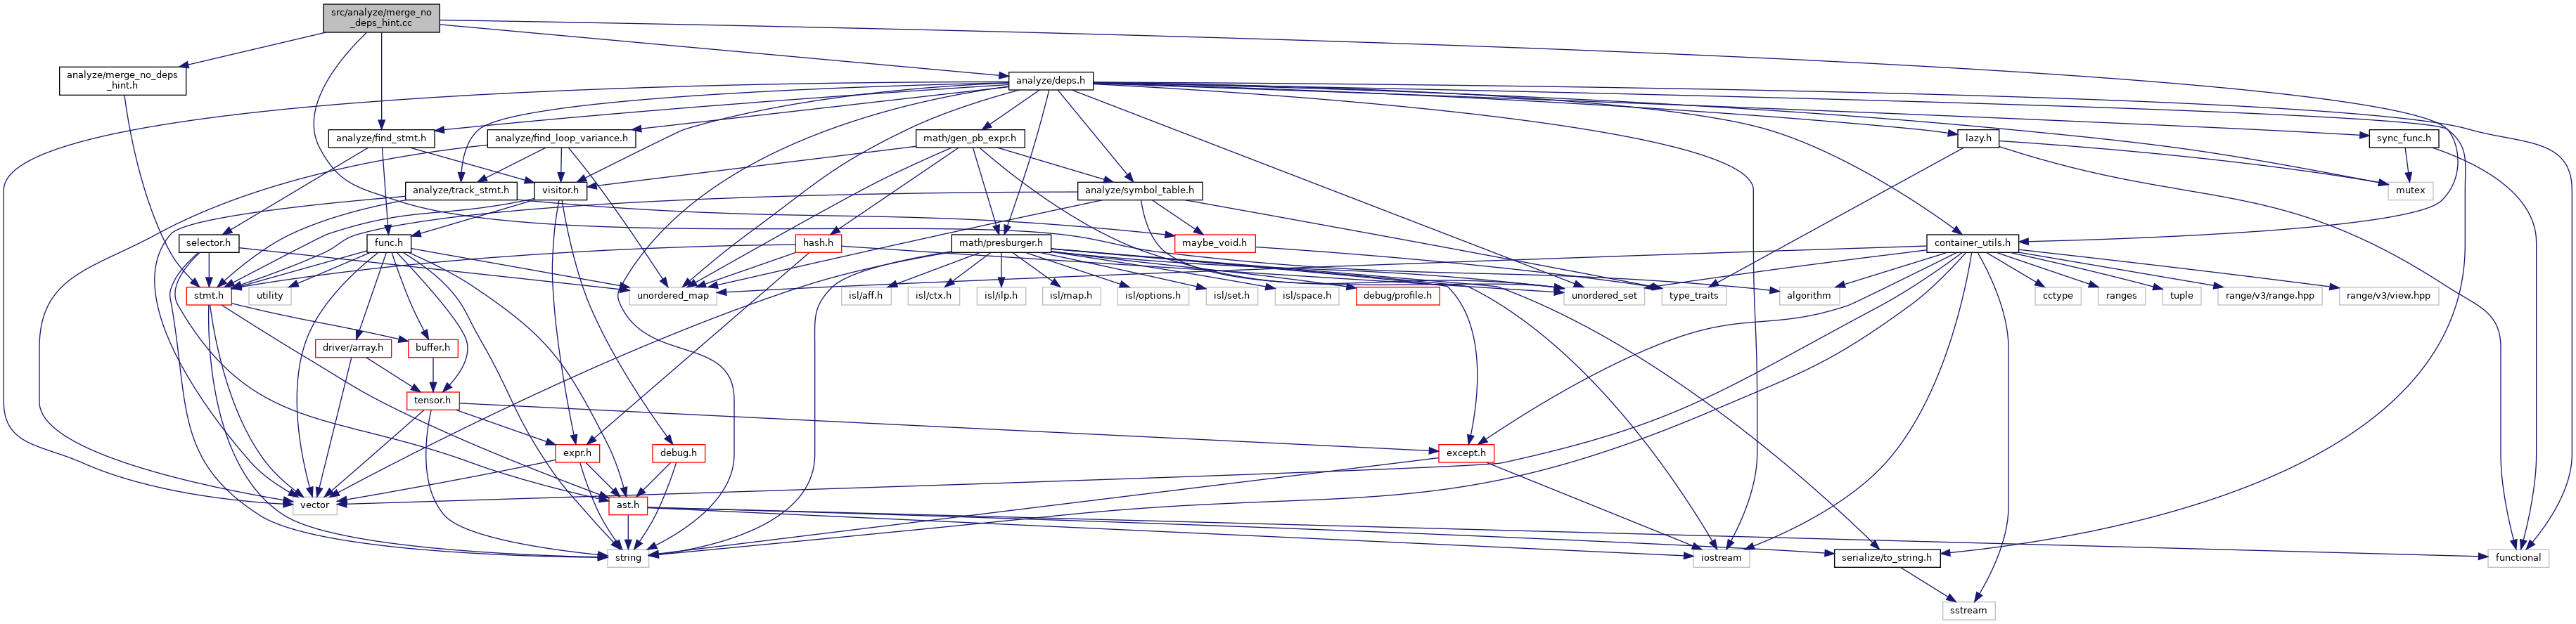 src/analyze/merge_no
_deps_hint.cc
analyze/merge_no_deps
_hint.h
analyze/deps.h
analyze/find_stmt.h
analyze/find_loop_variance.h
math/gen_pb_expr.h
lazy.h
sync_func.h
analyze/track_stmt.h
visitor.h
analyze/symbol_table.h
mutex
selector.h
func.h
hash.h
math/presburger.h
maybe_void.h
container_utils.h
stmt.h
utility
unordered_map
isl/aff.h
isl/ctx.h
isl/ilp.h
isl/map.h
isl/options.h
isl/set.h
isl/space.h
debug/profile.h
unordered_set
type_traits
algorithm
cctype
ranges
tuple
range/v3/range.hpp
range/v3/view.hpp
driver/array.h
buffer.h
tensor.h
expr.h
debug.h
except.h
vector
ast.h
string
iostream
serialize/to_string.h
functional
sstream